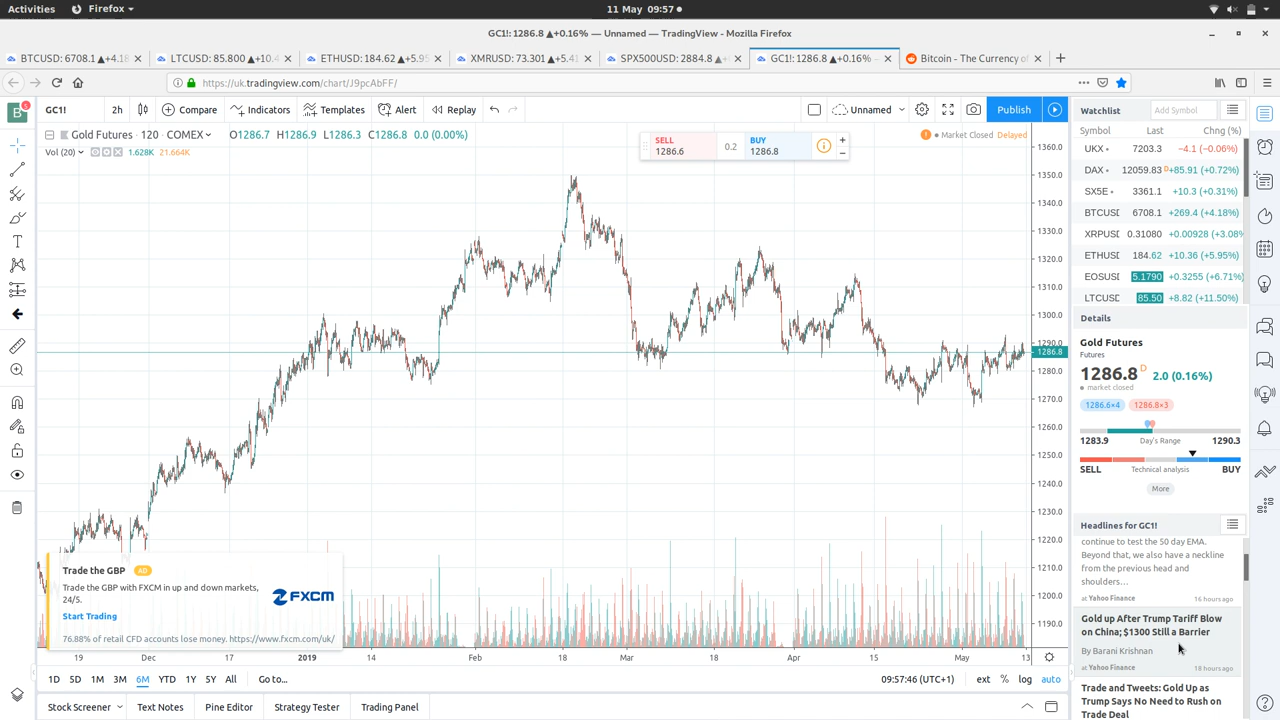 Activities Firefox 11 May 09:57
GC1!: 1286.8 ▲+0.16% — Unnamed — TradingView - Mozilla Firefox
BTCUSD: 6708.1 ▲+4.1 LTCUSD: 85.800 ▲+10.4 ETHUSD: 184.62 ▲+5.9 XMRUSD: 73.301 ▲+5.41 SPX500USD: 2884.8 ▲ GC1!: 1286.8 ▲+0.16% Bitcoin - The Currency of
https://uk.tradingview.com/chart/J9pcAbFF/
B 5 GC1! 2h Compare Indicators Templates Alert Replay Unnamed Publish
Gold Futures · 120 · COMEX O1286.7 H1286.9 L1286.3 C1286.8 0.0 (0.00%)
Vol (20) 1.628K 21.664K
SELL 1286.6 0.2 BUY 1286.8
Market Closed Delayed
1360.0
1350.0
1340.0
1330.0
1320.0
1310.0
1300.0
1290.0
1286.8
1280.0
1270.0
1260.0
1250.0
1240.0
1230.0
1220.0
1210.0
1200.0
1190.0
Trade the GBP AD
Trade the GBP with FXCM in up and down markets,
24/5.
Start Trading
FXCM
76.88% of retail CFD accounts lose money. https://www.fxcm.com/uk/
19 Dec 17 2019 14 Feb 18 Mar 18 Apr 15 May 13
1D 5D 1M 3M 6M YTD 1Y 5Y All Go to... 09:57:46 (UTC+1) ext % log auto
Stock Screener Text Notes Pine Editor Strategy Tester Trading Panel
Watchlist Add Symbol
Symbol Last Chng (%)
UKX 7203.3 −4.1 (−0.06%)
DAX 12059.83 D +85.91 (+0.72%)
SX5E 3361.1 +10.3 (+0.31%)
BTCUSD 6708.1 +269.4 (+4.18%)
XRPUSD 0.31080 +0.00928 (+3.08%
ETHUSD 184.62 +10.36 (+5.95%)
EOSUSD 5.1790 +0.3255 (+6.71%)
LTCUSD 85.50 +8.82 (+11.50%)
Details
Gold Futures
Futures
1286.8 D 2.0 (0.16%)
market closed
1286.6×4 1286.8×3
1283.9 Day's Range 1290.3
SELL Technical analysis BUY
More
Headlines for GC1!
continue to test the 50 day EMA.
Beyond that, we also have a neckline
from the previous head and
shoulders…
at Yahoo Finance 16 hours ago
Gold up After Trump Tariff Blow
on China; $1300 Still a Barrier
By Barani Krishnan
at Yahoo Finance 18 hours ago
Trade and Tweets: Gold Up as
Trump Says No Need to Rush on
Trade Deal